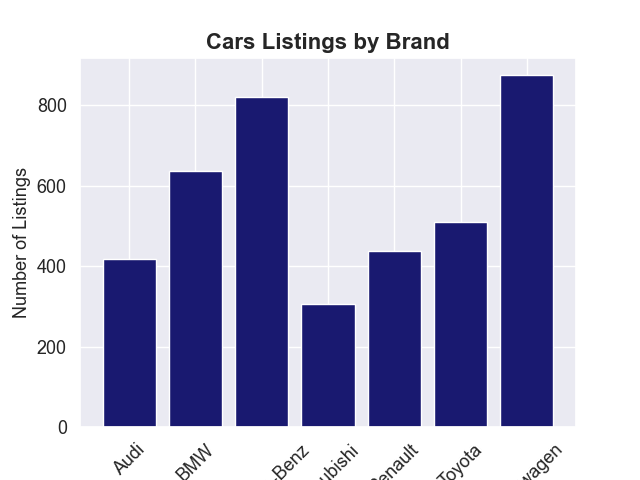 Cars Listings by Brand
Number of Listings
800
600
400
200
0
Audi
BMW
-Benz
ubishi
Renault
Toyota
wagen